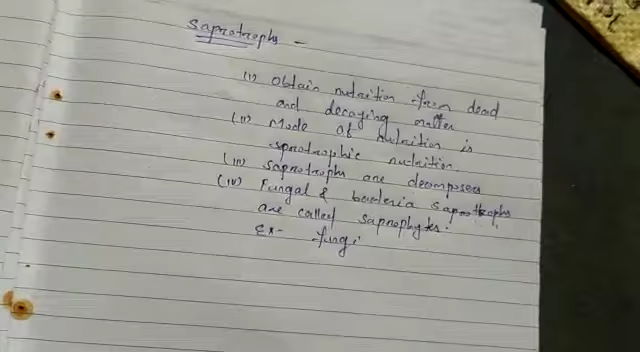 Saprotrophs -
(i) Obtain nutrition from dead
and decaying matter
(ii) Mode of nutrition is
saprotrophic nutrition.
(iii) Saprotrophs are decomposers
(iv) Fungal & bacteria saprotrophs
are called saprophytes.
Ex- fungi